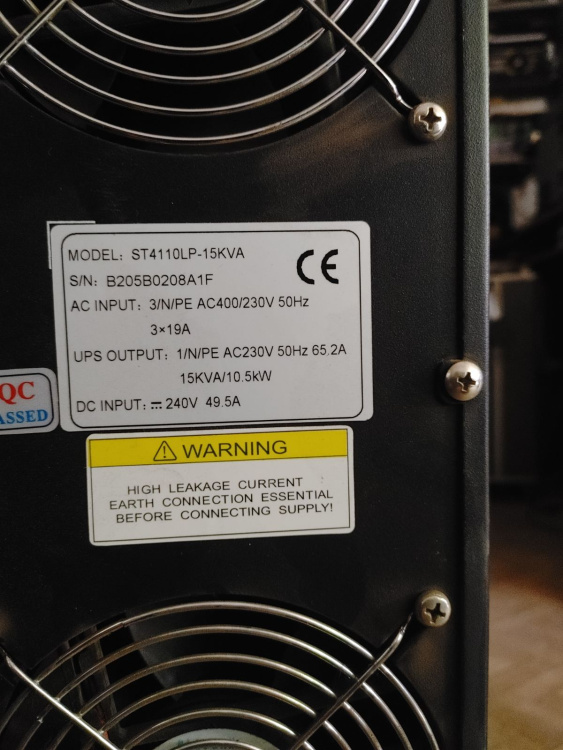 MODEL: ST4110LP-15KVA
CE
S/N: B205B0208A1F
AC INPUT: 3/N/PE AC400/230V 50Hz
3×19A
UPS OUTPUT: 1/N/PE AC230V 50Hz 65.2A
15KVA/10.5kW
DC INPUT: ⎓ 240V 49.5A
QC
ASSED
WARNING
HIGH LEAKAGE CURRENT
EARTH CONNECTION ESSENTIAL
BEFORE CONNECTING SUPPLY!